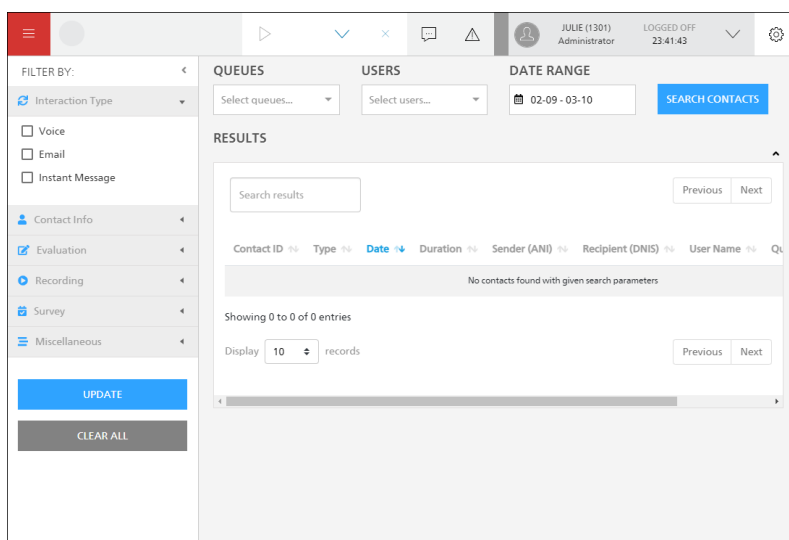 JULIE (1301) LOGGED OFF
Administrator 23:41:43
FILTER BY:
Interaction Type
Voice
Email
Instant Message
Contact Info
Evaluation
Recording
Survey
Miscellaneous
UPDATE
CLEAR ALL
QUEUES USERS DATE RANGE
Select queues... Select users... 02-09 - 03-10 SEARCH CONTACTS
RESULTS
Search results Previous Next
Contact ID Type Date Duration Sender (ANI) Recipient (DNIS) User Name Qu
No contacts found with given search parameters
Showing 0 to 0 of 0 entries
Display 10 records Previous Next